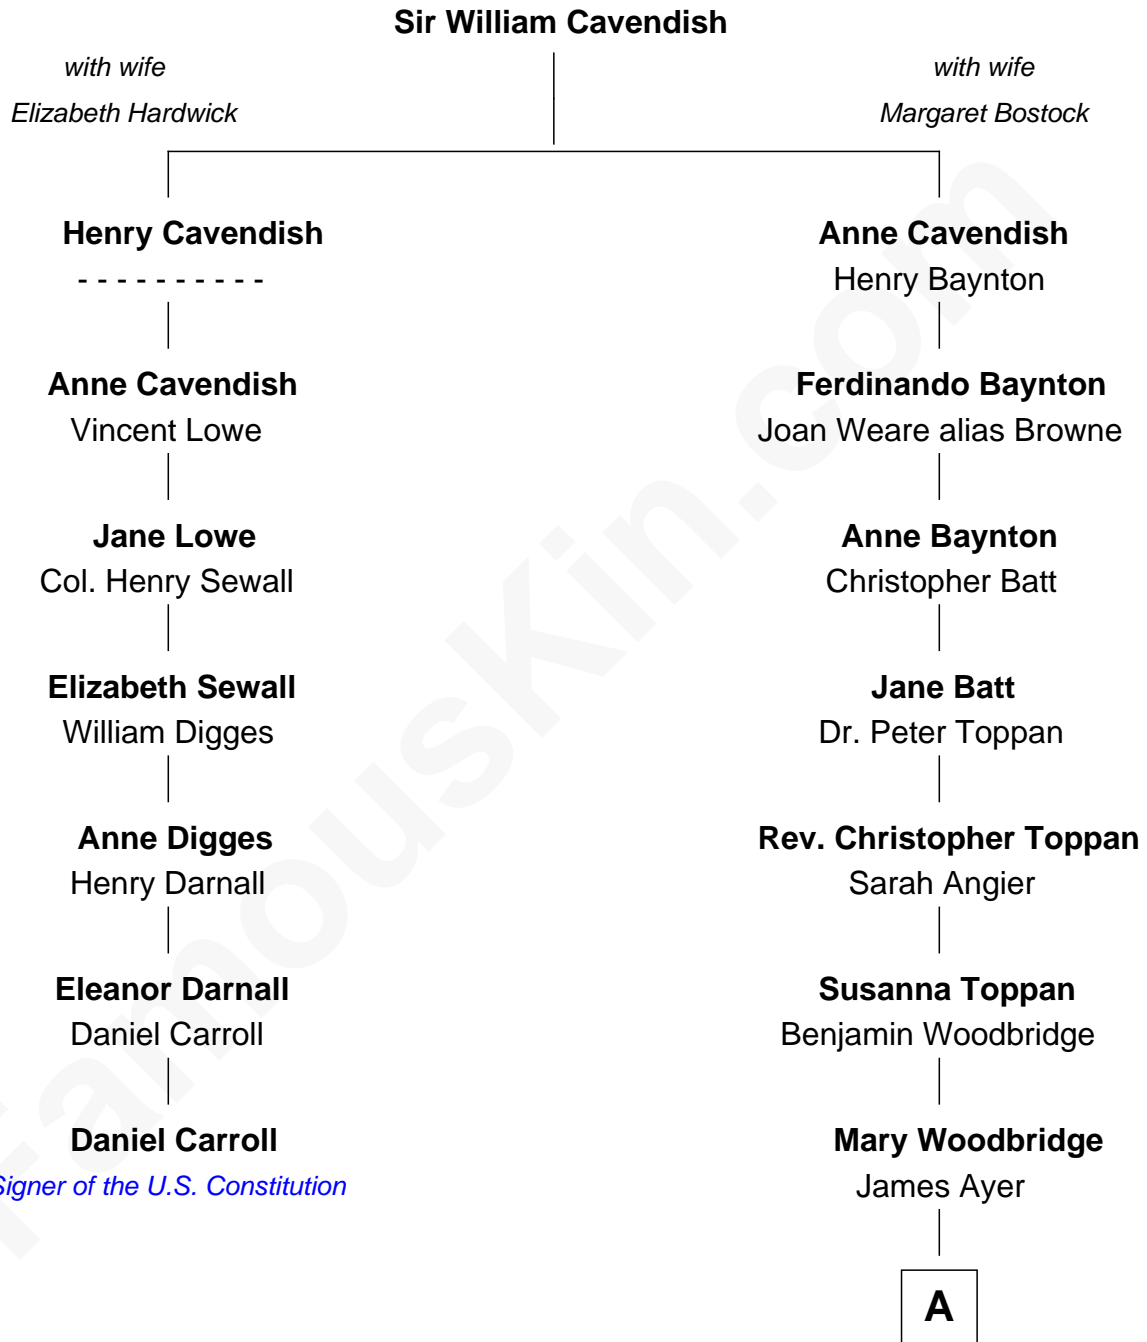 Sir William Cavendish
with wife
Elizabeth Hardwick
with wife
Margaret Bostock
Henry Cavendish
- - - - - - - - - -
Anne Cavendish
Vincent Lowe
Jane Lowe
Col. Henry Sewall
Elizabeth Sewall
William Digges
Anne Digges
Henry Darnall
Eleanor Darnall
Daniel Carroll
Daniel Carroll
Signer of the U.S. Constitution
Anne Cavendish
Henry Baynton
Ferdinando Baynton
Joan Weare alias Browne
Anne Baynton
Christopher Batt
Jane Batt
Dr. Peter Toppan
Rev. Christopher Toppan
Sarah Angier
Susanna Toppan
Benjamin Woodbridge
Mary Woodbridge
James Ayer
A
FamousKin.com